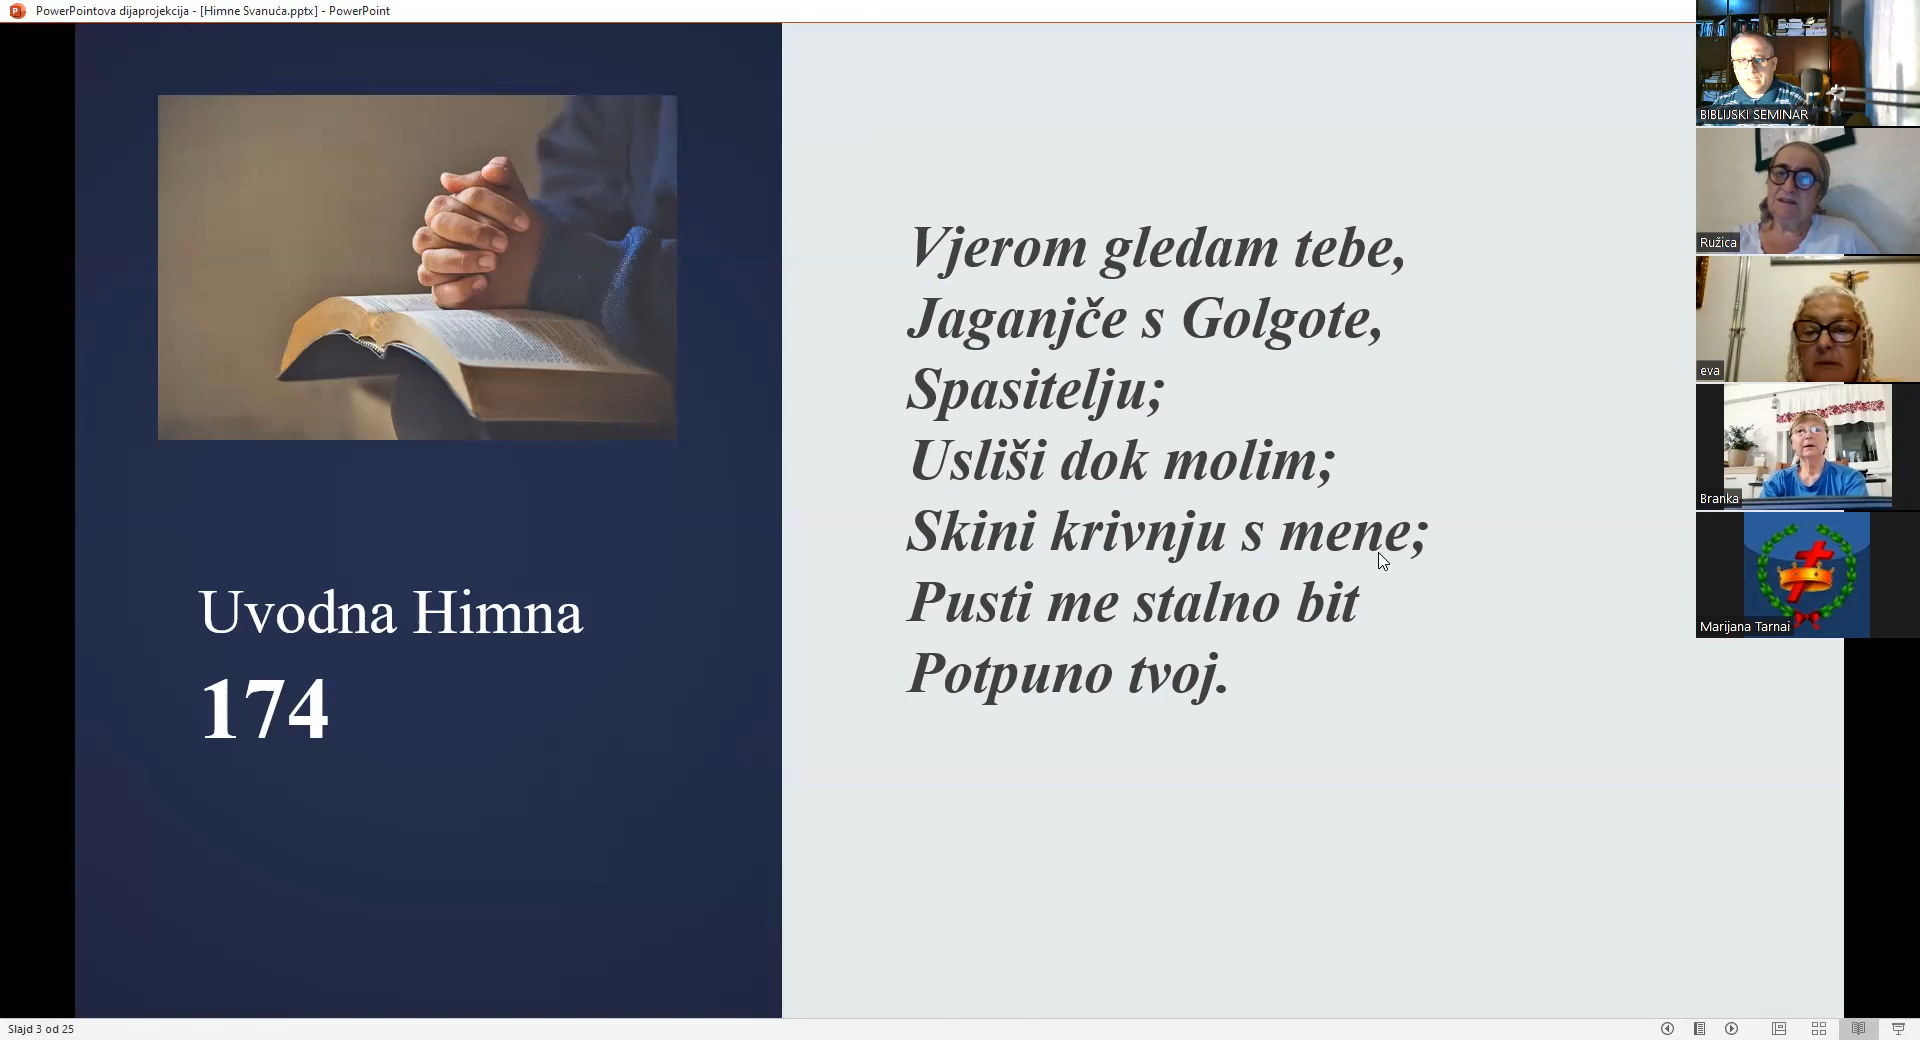 PowerPointova dijaprojekcija - [Himne Svanuća.pptx] - PowerPoint
BIBLIJSKI SEMINAR
Ružica
eva
Branka
Marijana Tarnai
Uvodna Himna
174
Vjerom gledam tebe,
Jaganjče s Golgote,
Spasitelju;
Usliši dok molim;
Skini krivnju s mene;
Pusti me stalno bit
Potpuno tvoj.
Slajd 3 od 25